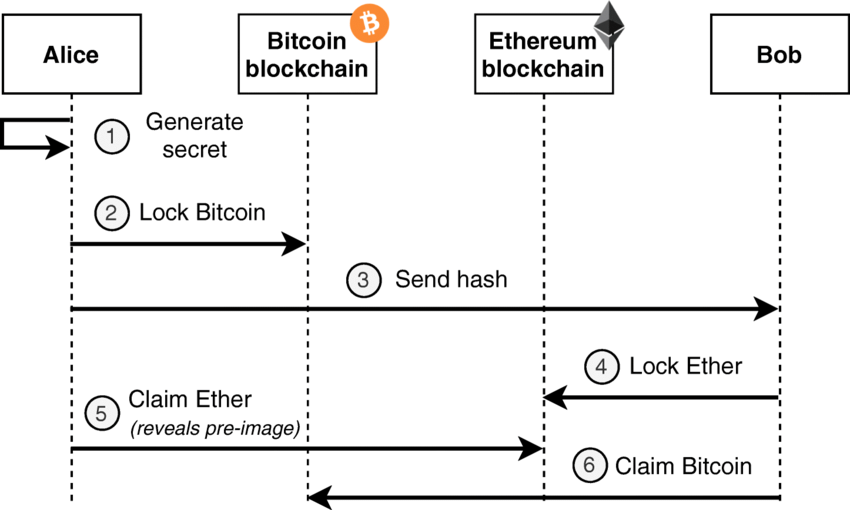 Alice
Bitcoin
blockchain
Ethereum
blockchain
Bob
1 Generate
secret
2 Lock Bitcoin
3 Send hash
4 Lock Ether
5 Claim Ether
(reveals pre-image)
6 Claim Bitcoin